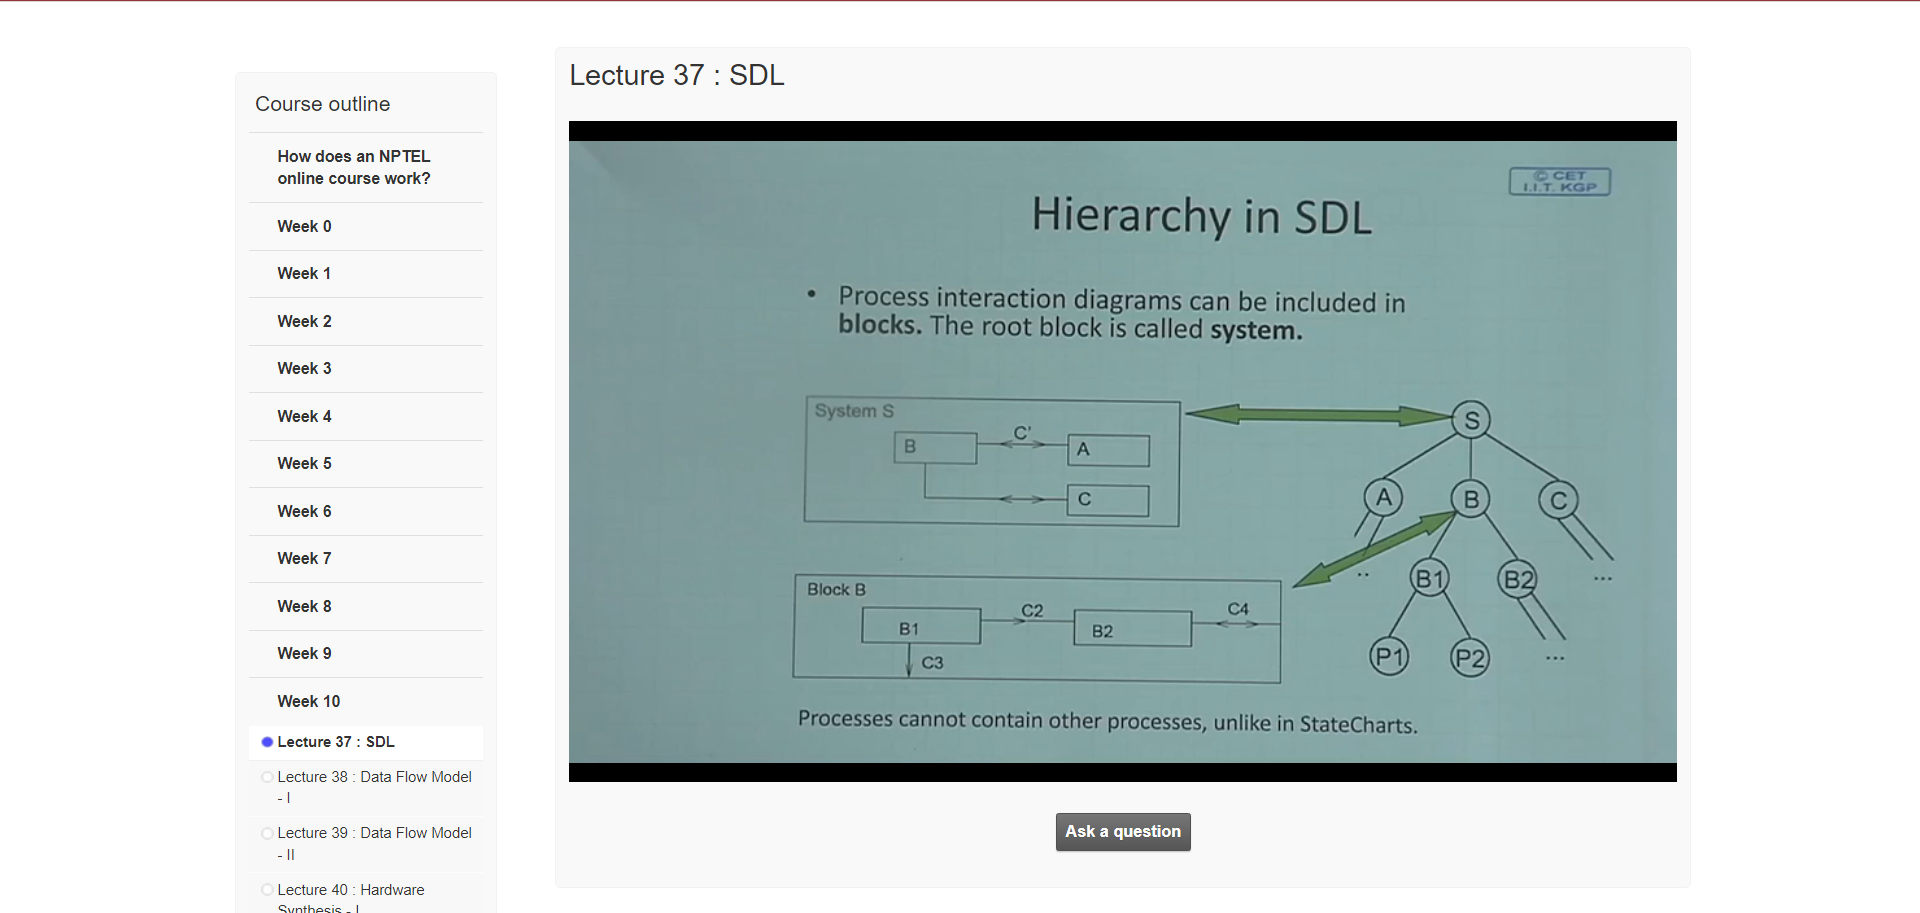 Course outline
How does an NPTEL
online course work?
Week 0
Week 1
Week 2
Week 3
Week 4
Week 5
Week 6
Week 7
Week 8
Week 9
Week 10
Lecture 37 : SDL
Lecture 38 : Data Flow Model
- I
Lecture 39 : Data Flow Model
- II
Lecture 40 : Hardware
Synthesis - I
Lecture 37 : SDL
© CET
I.I.T. KGP
Hierarchy in SDL
• Process interaction diagrams can be included in
blocks. The root block is called system.
System S
B
C'
A
C
S
A
B
C
..
B1
B2
...
P1
P2
...
Block B
B1
C2
B2
C4
C3
Processes cannot contain other processes, unlike in StateCharts.
Ask a question